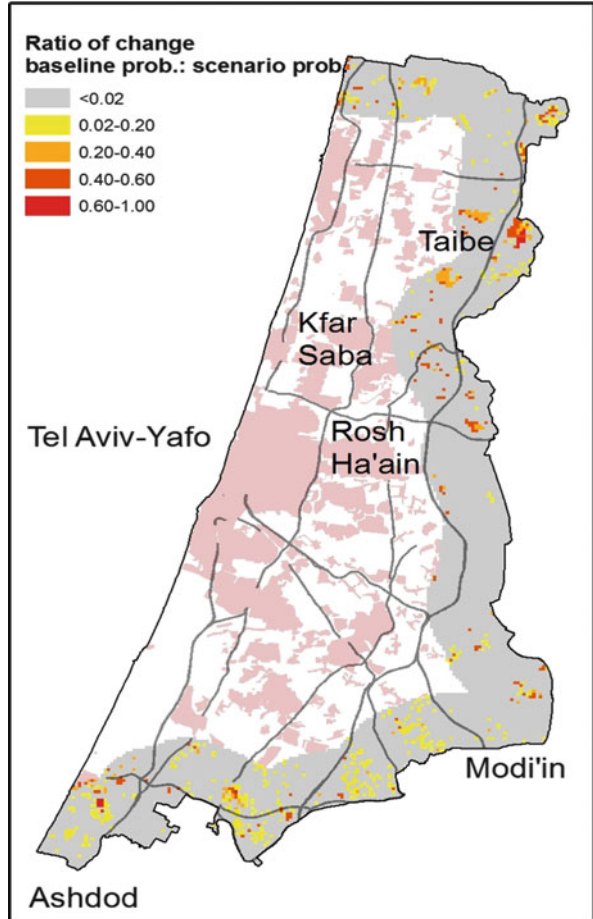 Ratio of change
baseline prob.: scenario prob.
<0.02
0.02-0.20
0.20-0.40
0.40-0.60
0.60-1.00
Taibe
Kfar
Saba
Tel Aviv-Yafo
Rosh
Ha'ain
Modi'in
Ashdod